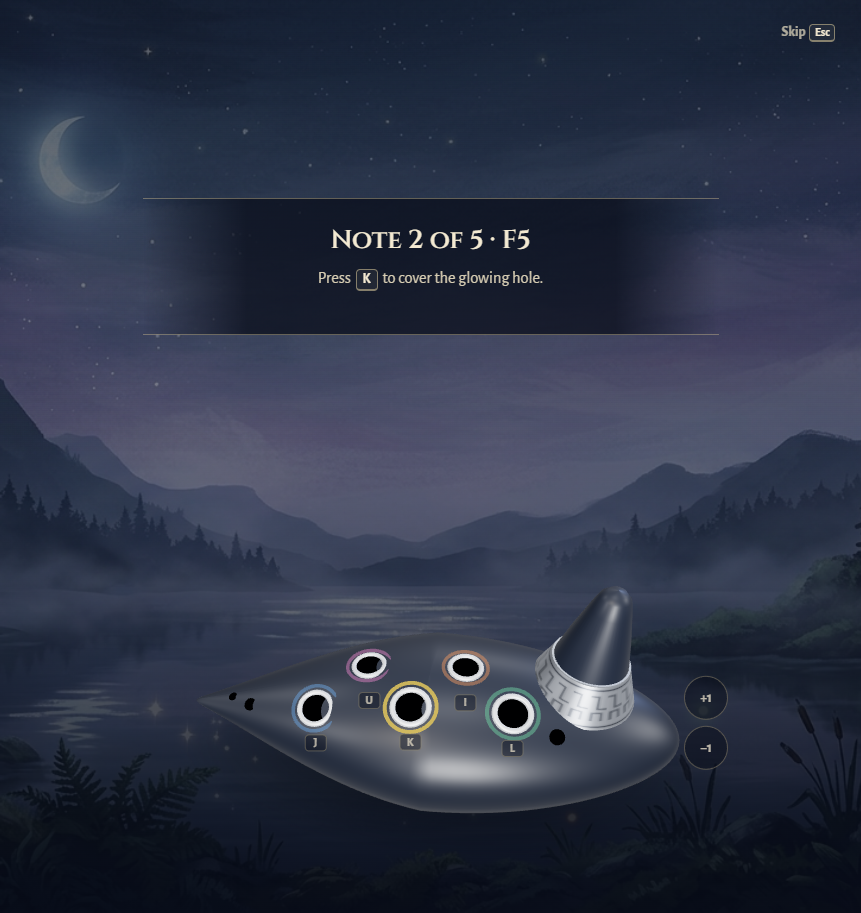 Skip Esc
Note 2 of 5 · F5
Press K to cover the glowing hole.
U
I
J
K
L
+1
−1